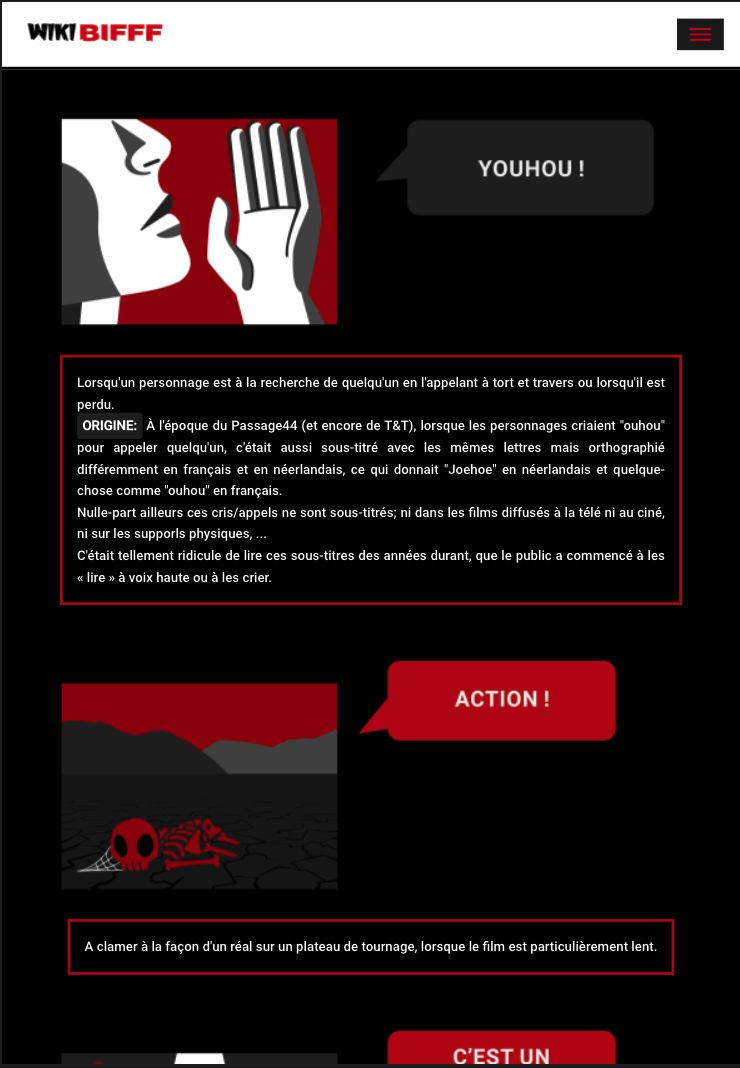 WIKI BIFFF
YOUHOU !
Lorsqu'un personnage est à la recherche de quelqu'un en l'appelant à tort et travers ou lorsqu'il est
perdu.
ORIGINE: À l'époque du Passage44 (et encore de T&T), lorsque les personnages criaient "ouhou"
pour appeler quelqu'un, c'était aussi sous-titré avec les mêmes lettres mais orthographié
différemment en français et en néerlandais, ce qui donnait "Joehoe" en néerlandais et quelque-
chose comme "ouhou" en français.
Nulle-part ailleurs ces cris/appels ne sont sous-titrés; ni dans les films diffusés à la télé ni au ciné,
ni sur les supporls physiques, ...
C'était tellement ridicule de lire ces sous-titres des années durant, que le public a commencé à les
« lire » à voix haute ou à les crier.
ACTION !
A clamer à la façon d'un réal sur un plateau de tournage, lorsque le film est particulièrement lent.
C'EST UN